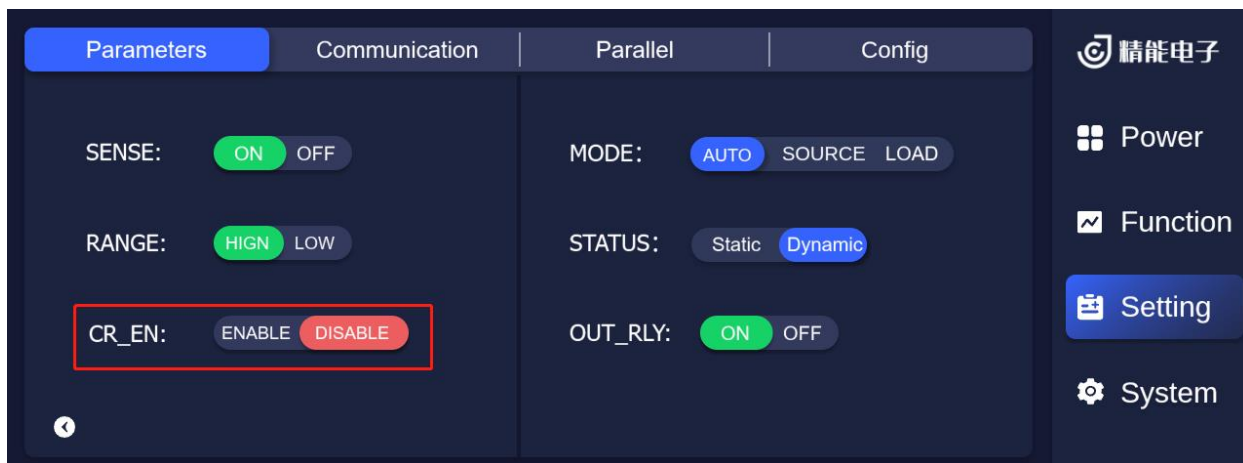 Parameters Communication Parallel Config
精能电子
SENSE: ON OFF
MODE: AUTO SOURCE LOAD
Power
RANGE: HIGN LOW
STATUS: Static Dynamic
Function
CR_EN: ENABLE DISABLE
OUT_RLY: ON OFF
Setting
System